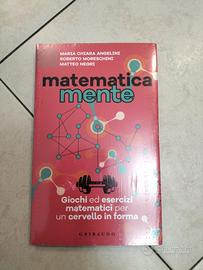 MARIA CHIARA ANGELINI
ROBERTO MORESCHINI
MATTEO NEGRI
matematica
mente
Giochi ed esercizi
matematici per
un cervello in forma
GRIBAUDO